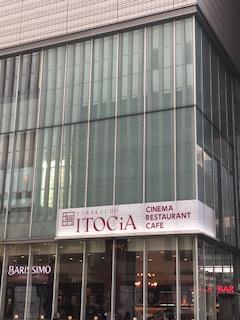 YURAKUCHO
ITOCiA
CINEMA
RESTAURANT
CAFE
BARISSIMO
BAR